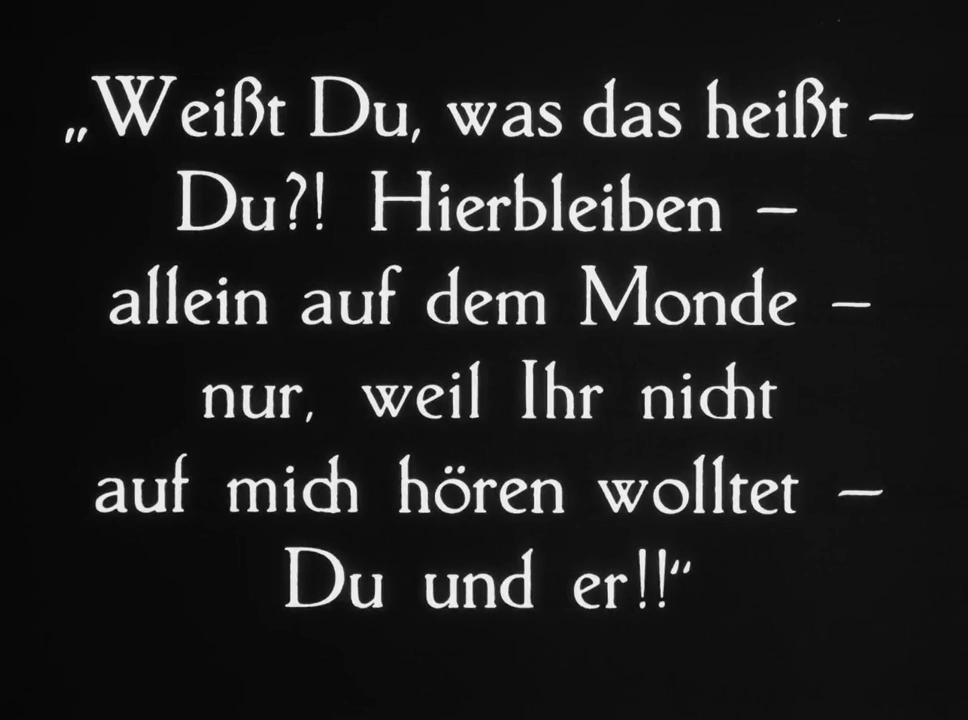 „Weißt Du, was das heißt –
Du?! Hierbleiben –
allein auf dem Monde –
nur, weil Ihr nicht
auf mich hören wolltet –
Du und er!!“